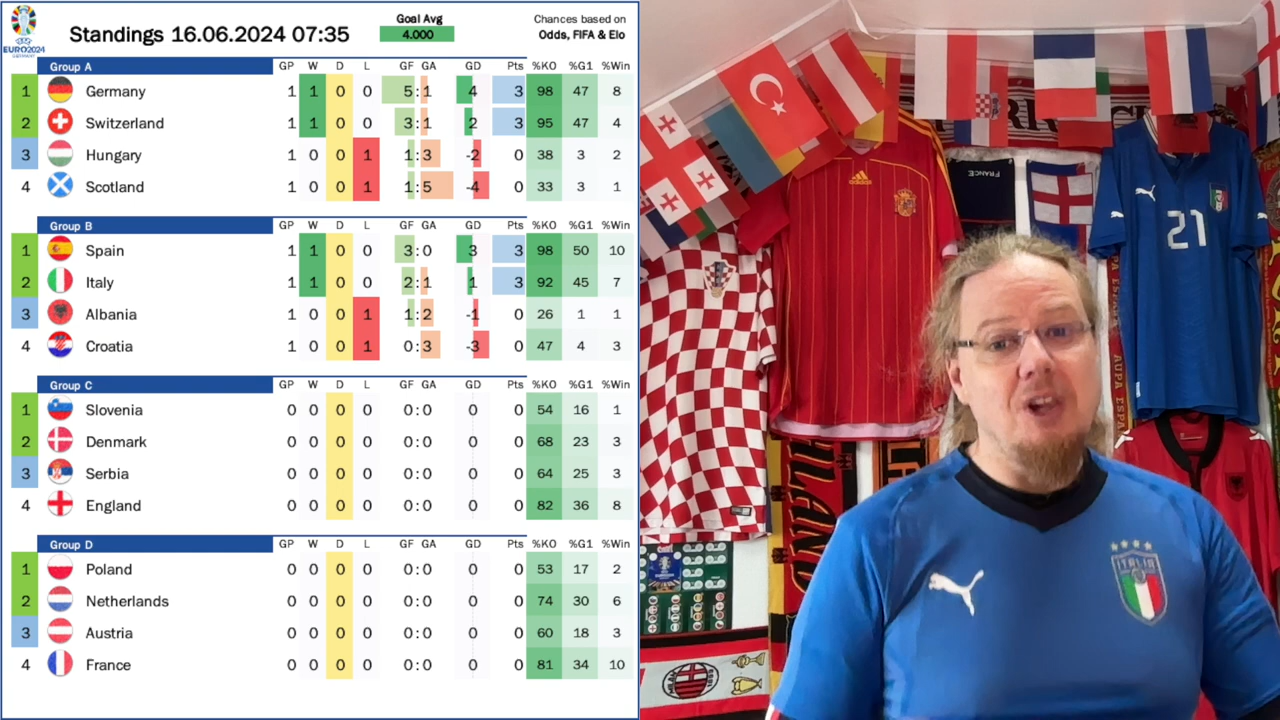 EURO2024
GERMANY
Standings 16.06.2024 07:35
Goal Avg
4.000
Chances based on
Odds, FIFA & Elo
Group A GP W D L GF GA GD Pts %KO %G1 %Win
1 Germany 1 1 0 0 5:1 4 3 98 47 8
2 Switzerland 1 1 0 0 3:1 2 3 95 47 4
3 Hungary 1 0 0 1 1:3 -2 0 38 3 2
4 Scotland 1 0 0 1 1:5 -4 0 33 3 1
Group B GP W D L GF GA GD Pts %KO %G1 %Win
1 Spain 1 1 0 0 3:0 3 3 98 50 10
2 Italy 1 1 0 0 2:1 1 3 92 45 7
3 Albania 1 0 0 1 1:2 -1 0 26 1 1
4 Croatia 1 0 0 1 0:3 -3 0 47 4 3
Group C GP W D L GF GA GD Pts %KO %G1 %Win
1 Slovenia 0 0 0 0 0:0 0 0 54 16 1
2 Denmark 0 0 0 0 0:0 0 0 68 23 3
3 Serbia 0 0 0 0 0:0 0 0 64 25 3
4 England 0 0 0 0 0:0 0 0 82 36 8
Group D GP W D L GF GA GD Pts %KO %G1 %Win
1 Poland 0 0 0 0 0:0 0 0 53 17 2
2 Netherlands 0 0 0 0 0:0 0 0 74 30 6
3 Austria 0 0 0 0 0:0 0 0 60 18 3
4 France 0 0 0 0 0:0 0 0 81 34 10
FRANCE
adidas
21
AUPA ESPAÑA
ITALIA